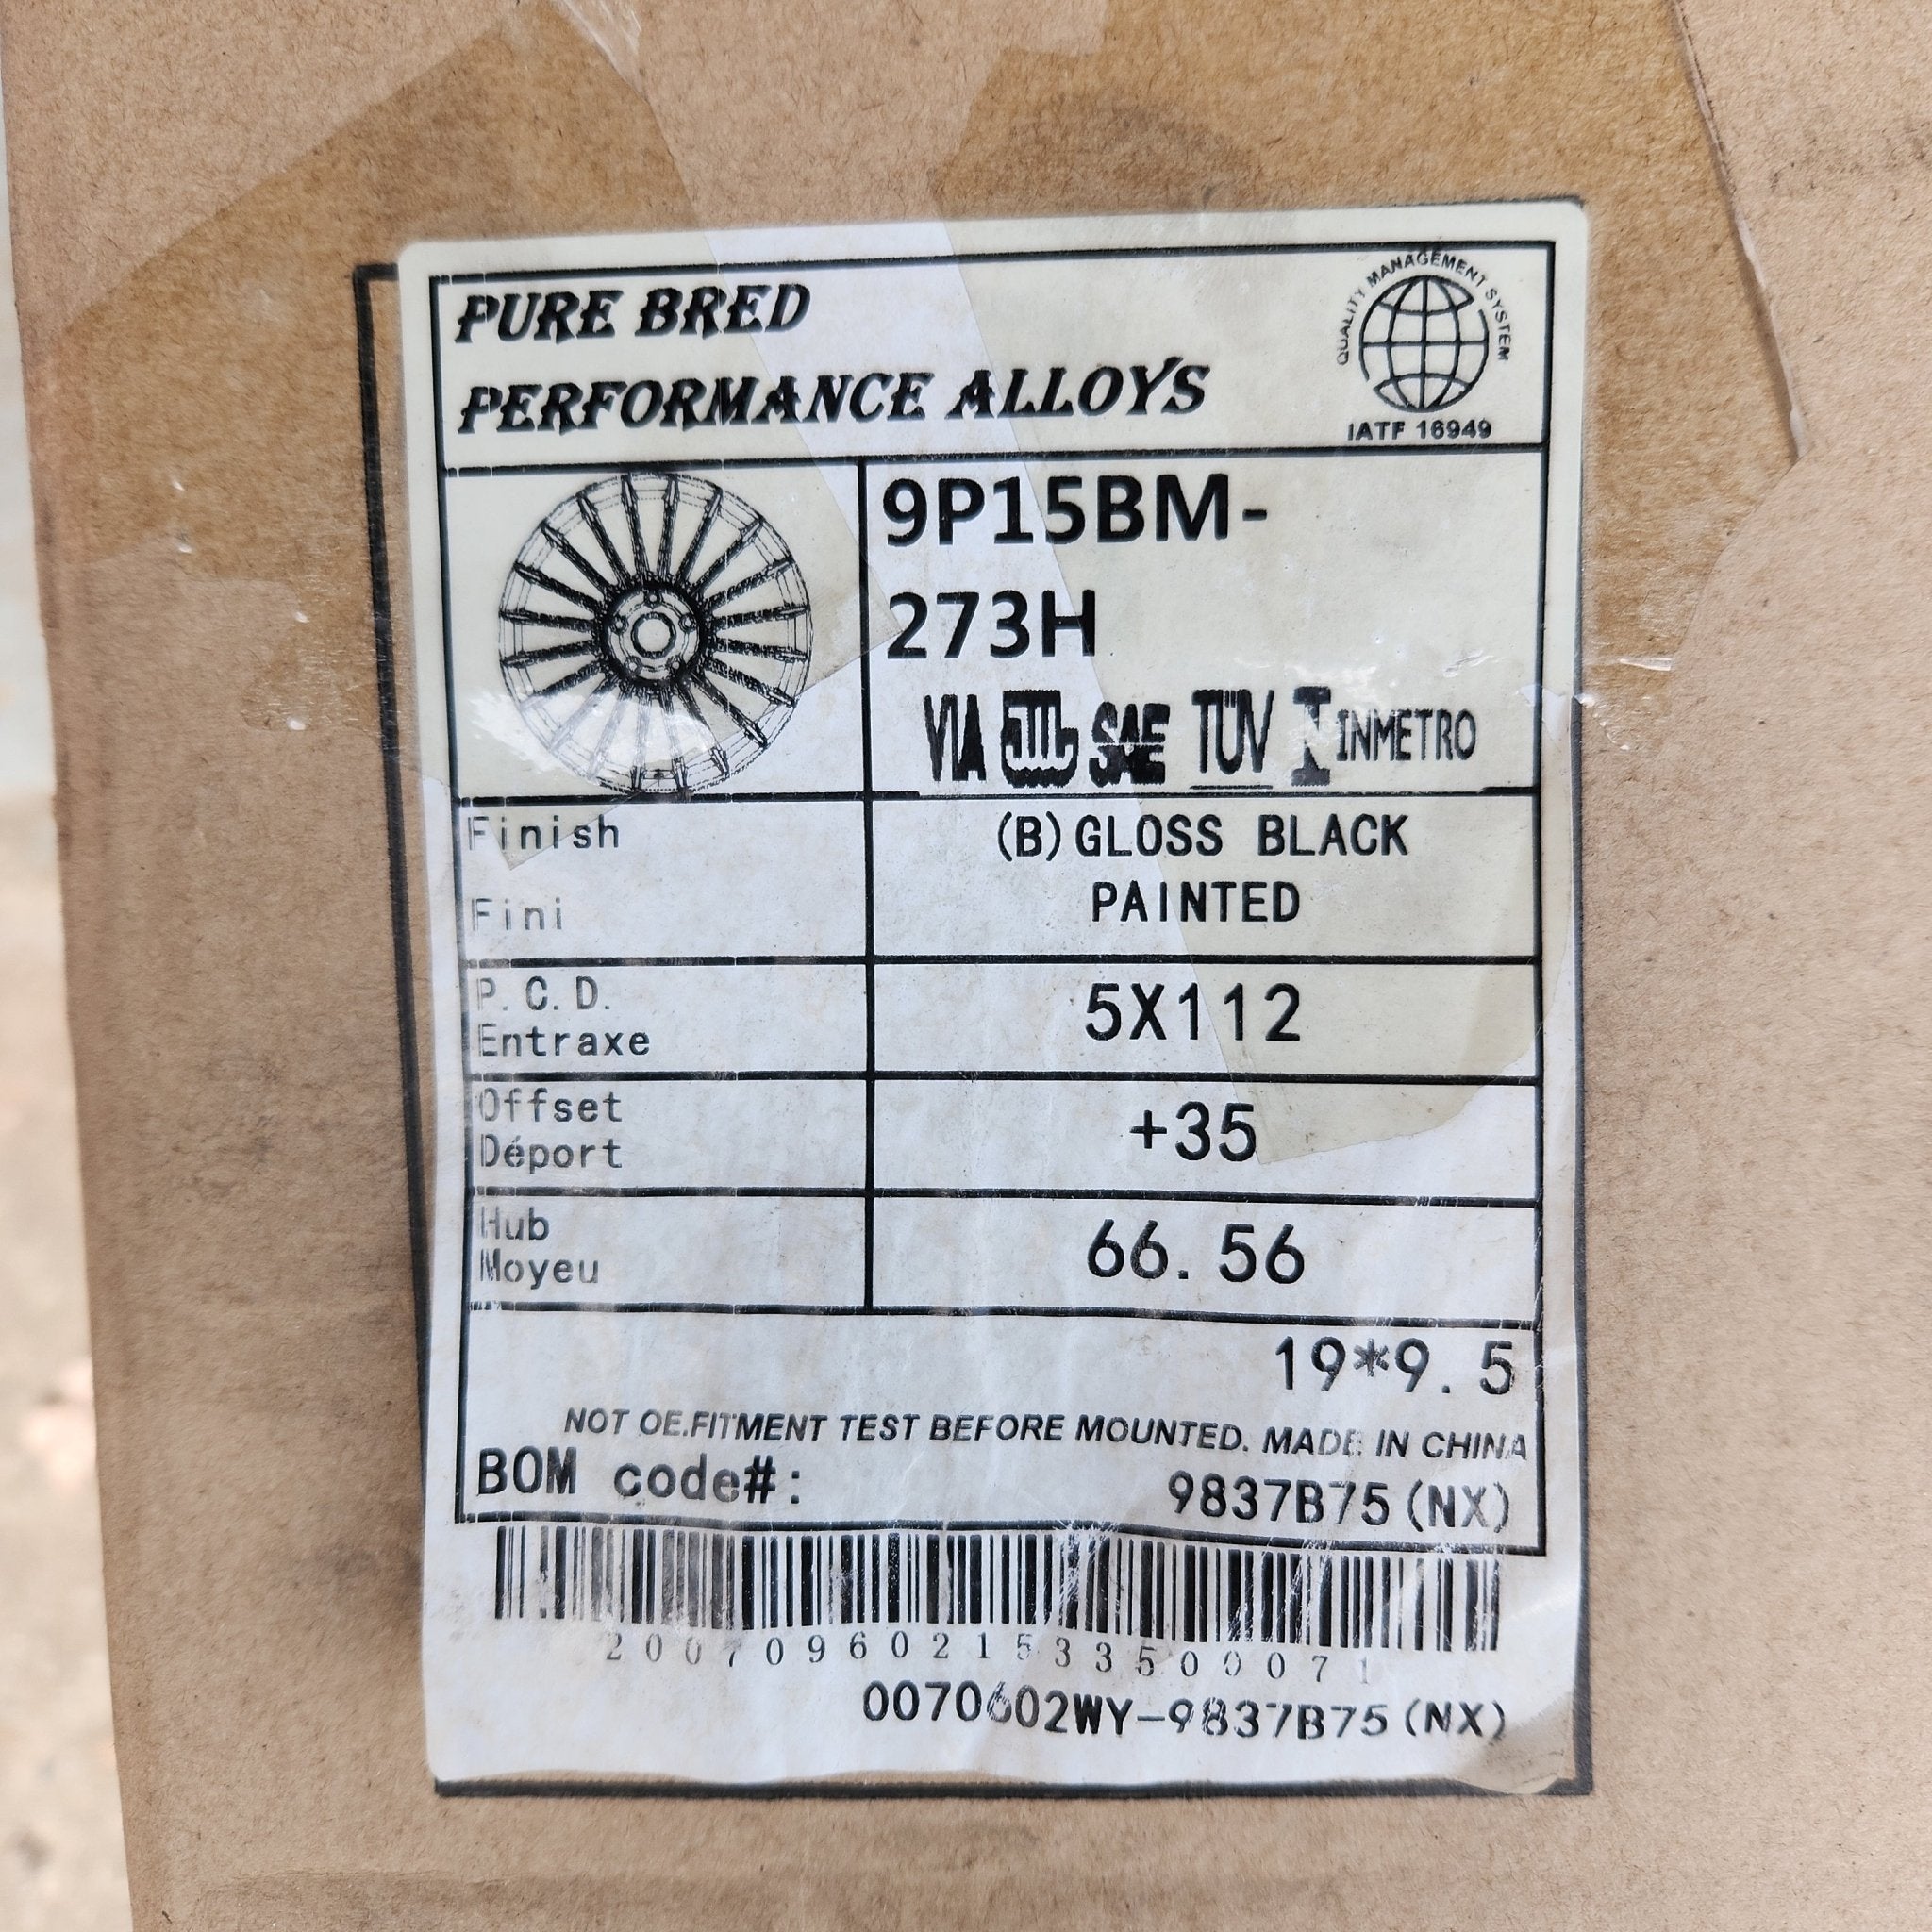 PURE BRED
PERFORMANCE ALLOYS
QUALITY MANAGEMENT SYSTEM
IATF 16949
9P15BM-
273H
VIA JWL SAE TÜV INMETRO
Finish
Fini
(B)GLOSS BLACK
PAINTED
P.C.D.
Entraxe
5X112
Offset
Déport
+35
Hub
Moyeu
66.56
19*9.5
NOT OE.FITMENT TEST BEFORE MOUNTED. MADE IN CHINA
BOM code#: 9837B75(NX)
2007096021533500071
0070602WY-9837B75(NX)